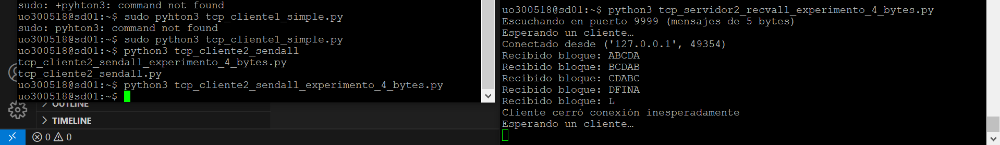 sudo: +pyhton3: command not found
uo300518@sd01:~$ sudo pyhton3 tcp_cliente1_simple.py
sudo: pyhton3: command not found
uo300518@sd01:~$ sudo python3 tcp_cliente1_simple.py
uo300518@sd01:~$ python3 tcp_cliente2_sendall
tcp_cliente2_sendall_experimento_4_bytes.py
tcp_cliente2_sendall.py
uo300518@sd01:~$ python3 tcp_cliente2_sendall_experimento_4_bytes.py
uo300518@sd01:~$
OUTLINE
TIMELINE
0 0
uo300518@sd01:~$ python3 tcp_servidor2_recvall_experimento_4_bytes.py
Escuchando en puerto 9999 (mensajes de 5 bytes)
Esperando un cliente…
Conectado desde ('127.0.0.1', 49354)
Recibido bloque: ABCDA
Recibido bloque: BCDAB
Recibido bloque: CDABC
Recibido bloque: DFINA
Recibido bloque: L
Cliente cerró conexión inesperadamente
Esperando un cliente…